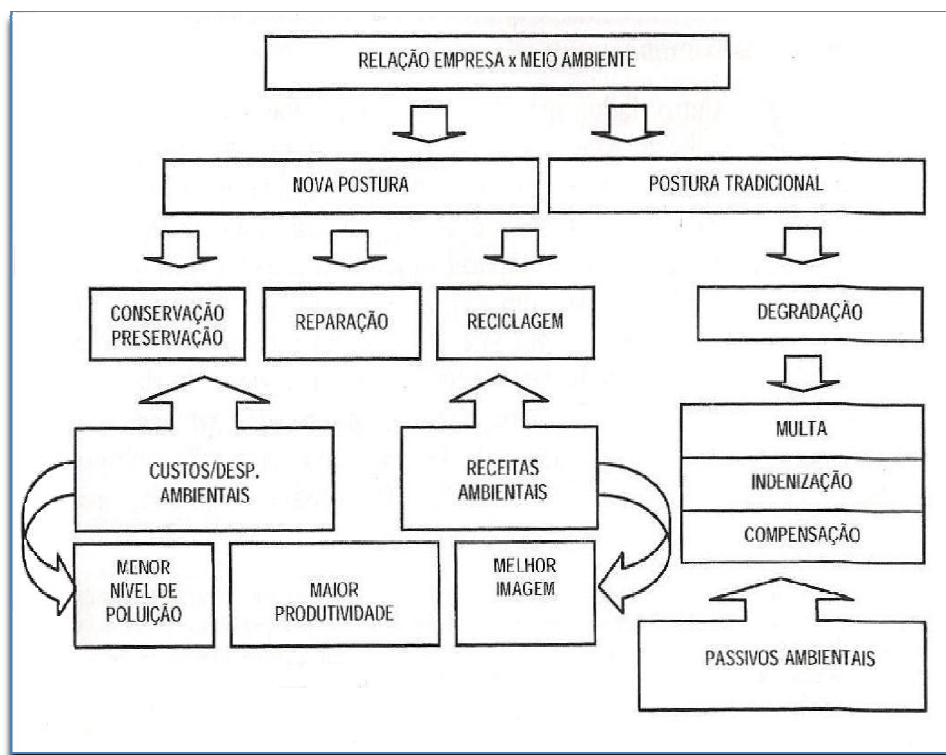 RELAÇÃO EMPRESA x MEIO AMBIENTE
NOVA POSTURA
POSTURA TRADICIONAL
CONSERVAÇÃO
PRESERVAÇÃO
REPARAÇÃO
RECICLAGEM
DEGRADAÇÃO
MULTA
INDENIZAÇÃO
COMPENSAÇÃO
CUSTOS/DESP.
AMBIENTAIS
RECEITAS
AMBIENTAIS
MENOR
NÍVEL DE
POLUIÇÃO
MAIOR
PRODUTIVIDADE
MELHOR
IMAGEM
PASSIVOS AMBIENTAIS